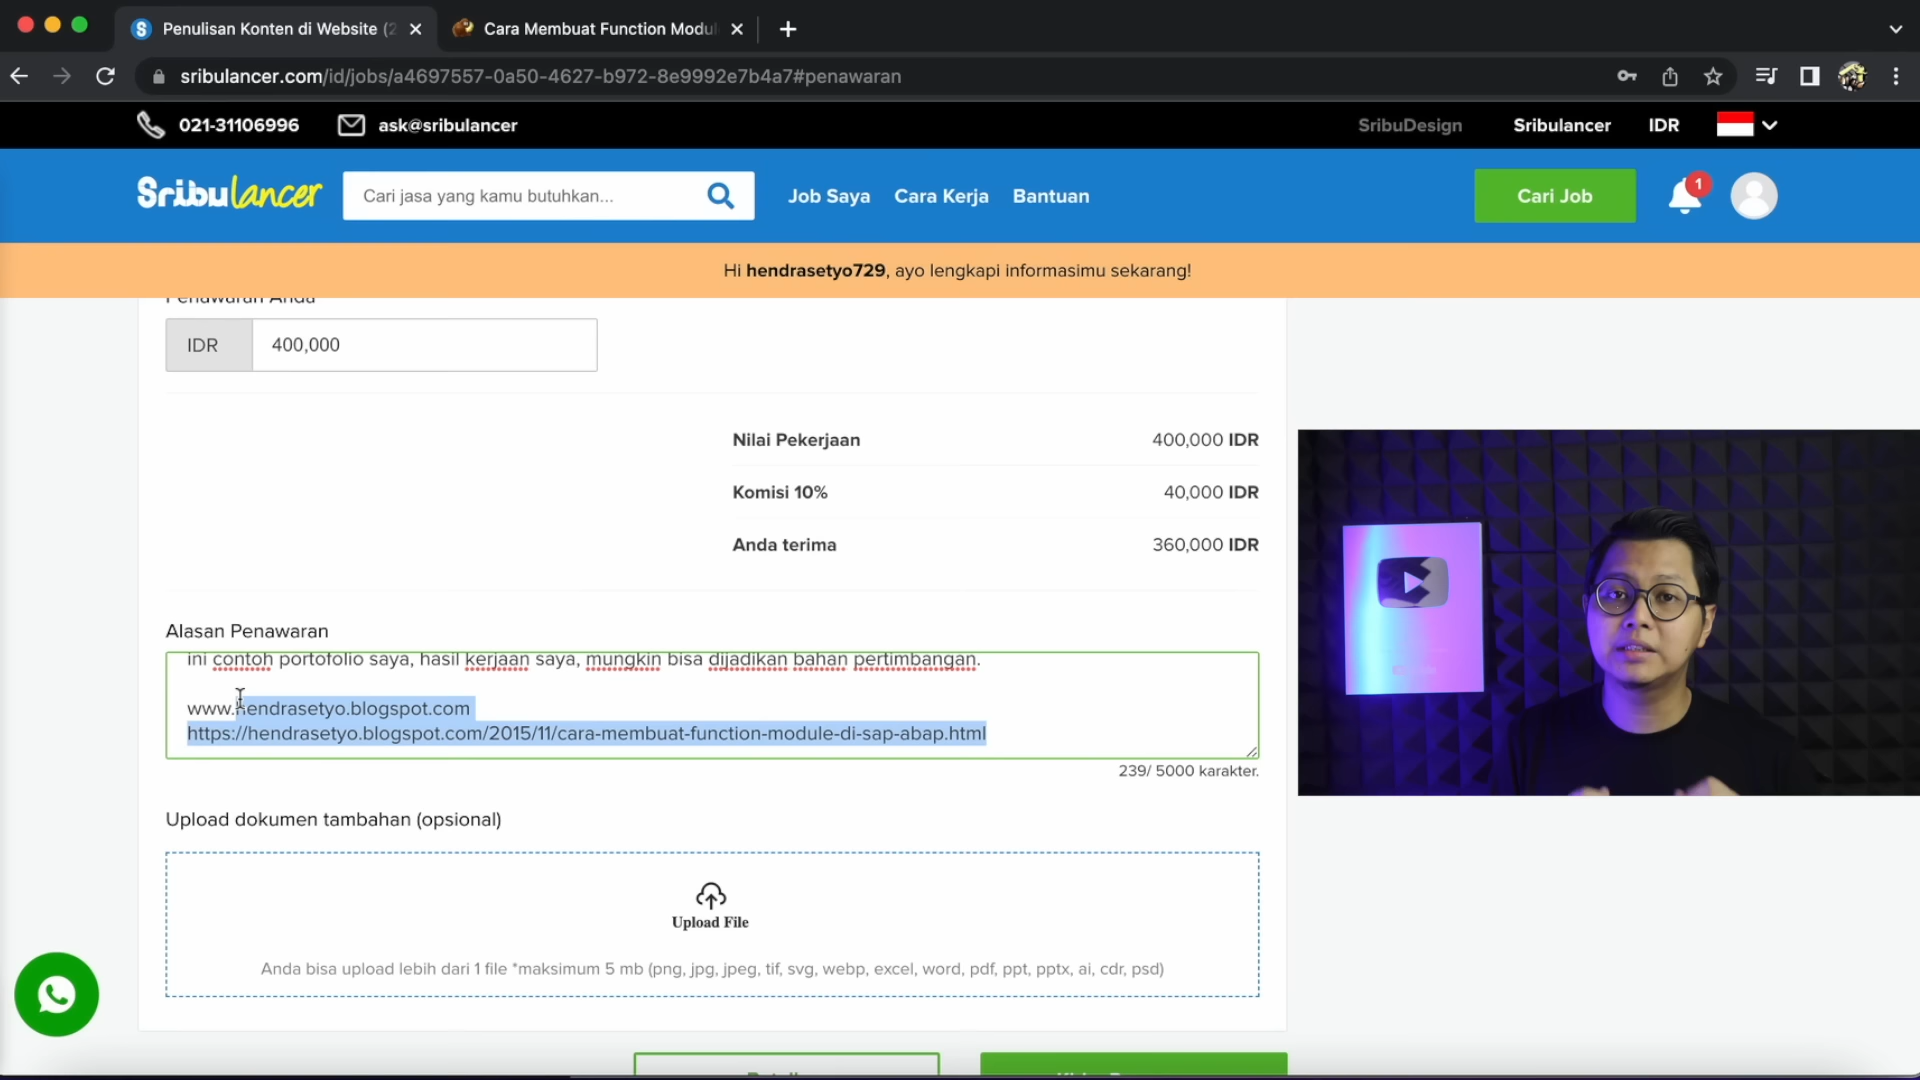 Penulisan Konten di Website (2
Cara Membuat Function Modul
sribulancer.com/id/jobs/a4697557-0a50-4627-b972-8e9992e7b4a7#penawaran
021-31106996
ask@sribulancer
SribuDesign
Sribulancer
IDR
Sribulancer
Cari jasa yang kamu butuhkan...
Job Saya
Cara Kerja
Bantuan
Cari Job
1
Hi hendrasetyo729, ayo lengkapi informasimu sekarang!
Penawaran Anda
IDR
400,000
Nilai Pekerjaan
400,000 IDR
Komisi 10%
40,000 IDR
Anda terima
360,000 IDR
Alasan Penawaran
ini contoh portofolio saya, hasil kerjaan saya, mungkin bisa dijadikan bahan pertimbangan.
www.hendrasetyo.blogspot.com
https://hendrasetyo.blogspot.com/2015/11/cara-membuat-function-module-di-sap-abap.html
239/ 5000 karakter.
Upload dokumen tambahan (opsional)
Upload File
Anda bisa upload lebih dari 1 file *maksimum 5 mb (png, jpg, jpeg, tif, svg, webp, excel, word, pdf, ppt, pptx, ai, cdr, psd)